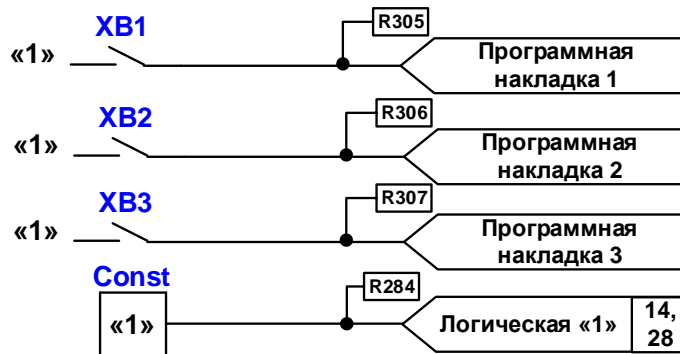 XB1
R305
«1»
Программная
накладка 1
XB2
R306
«1»
Программная
накладка 2
XB3
R307
«1»
Программная
накладка 3
Const
R284
«1»
Логическая «1»
14,
28